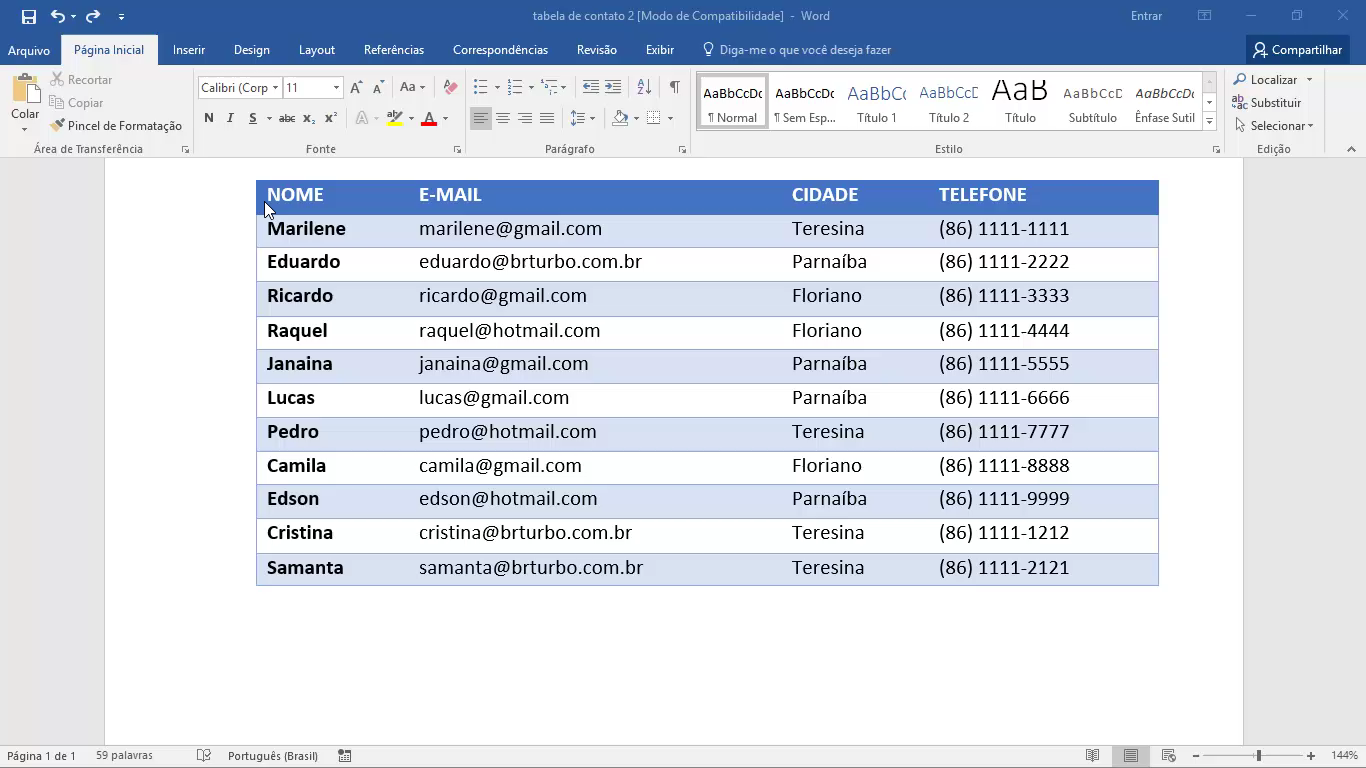 tabela de contato 2 [Modo de Compatibilidade] - Word
Entrar
Arquivo Página Inicial Inserir Design Layout Referências Correspondências Revisão Exibir Diga-me o que você deseja fazer Compartilhar
Colar
Recortar
Copiar
Pincel de Formatação
Área de Transferência
Calibri (Corp 11
Aa
N I S abc x₂ x²
Fonte
Parágrafo
AaBbCcDc AaBbCcDc AaBbCc AaBbCcD AaB AaBbCcD AaBbCcDc
¶ Normal ¶ Sem Esp... Título 1 Título 2 Título Subtítulo Ênfase Sutil
Estilo
Localizar
Substituir
Selecionar
Edição
NOME E-MAIL CIDADE TELEFONE
Marilene marilene@gmail.com Teresina (86) 1111-1111
Eduardo eduardo@brturbo.com.br Parnaíba (86) 1111-2222
Ricardo ricardo@gmail.com Floriano (86) 1111-3333
Raquel raquel@hotmail.com Floriano (86) 1111-4444
Janaina janaina@gmail.com Parnaíba (86) 1111-5555
Lucas lucas@gmail.com Parnaíba (86) 1111-6666
Pedro pedro@hotmail.com Teresina (86) 1111-7777
Camila camila@gmail.com Floriano (86) 1111-8888
Edson edson@hotmail.com Parnaíba (86) 1111-9999
Cristina cristina@brturbo.com.br Teresina (86) 1111-1212
Samanta samanta@brturbo.com.br Teresina (86) 1111-2121
Página 1 de 1 59 palavras Português (Brasil) 144%